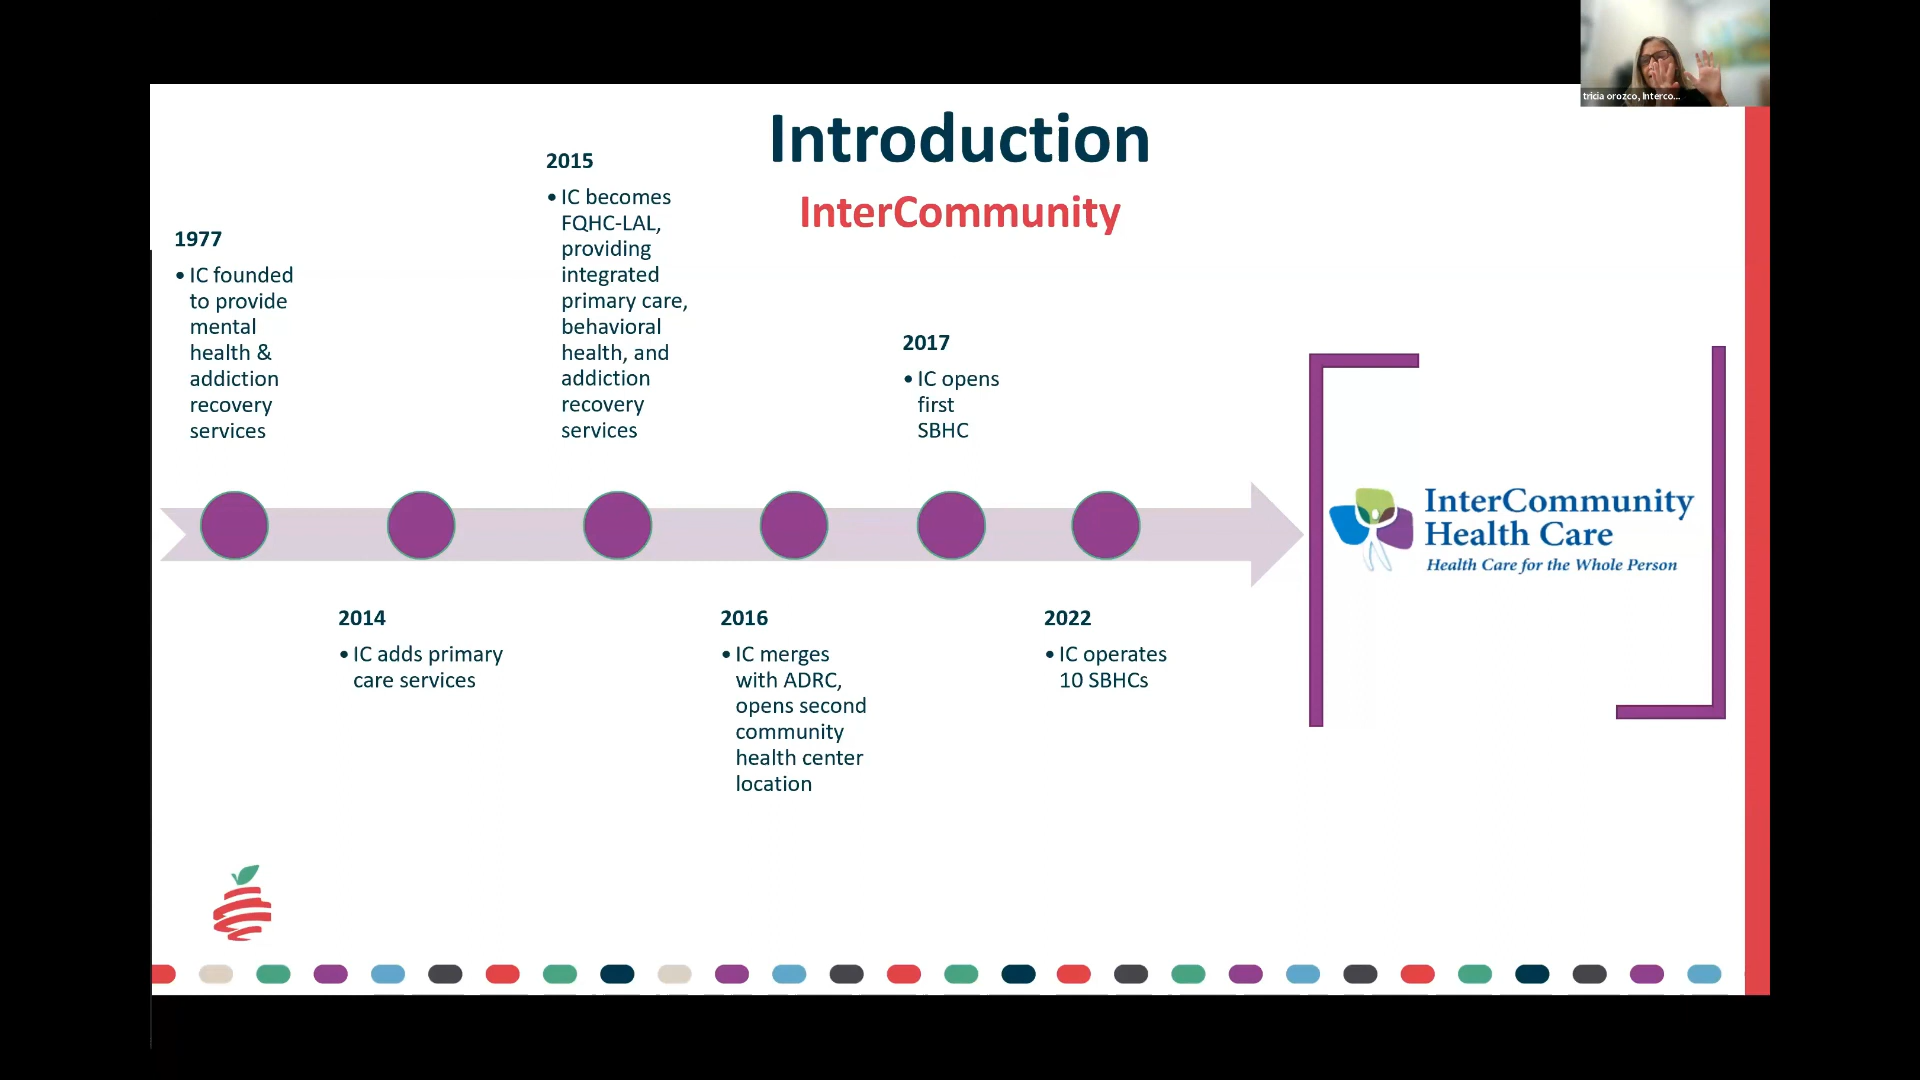 tricia orozco, Interco...
Introduction
InterCommunity
1977
• IC founded
to provide
mental
health &
addiction
recovery
services
2014
• IC adds primary
care services
2015
• IC becomes
FQHC-LAL,
providing
integrated
primary care,
behavioral
health, and
addiction
recovery
services
2016
• IC merges
with ADRC,
opens second
community
health center
location
2017
• IC opens
first
SBHC
2022
• IC operates
10 SBHCs
InterCommunity
Health Care
Health Care for the Whole Person